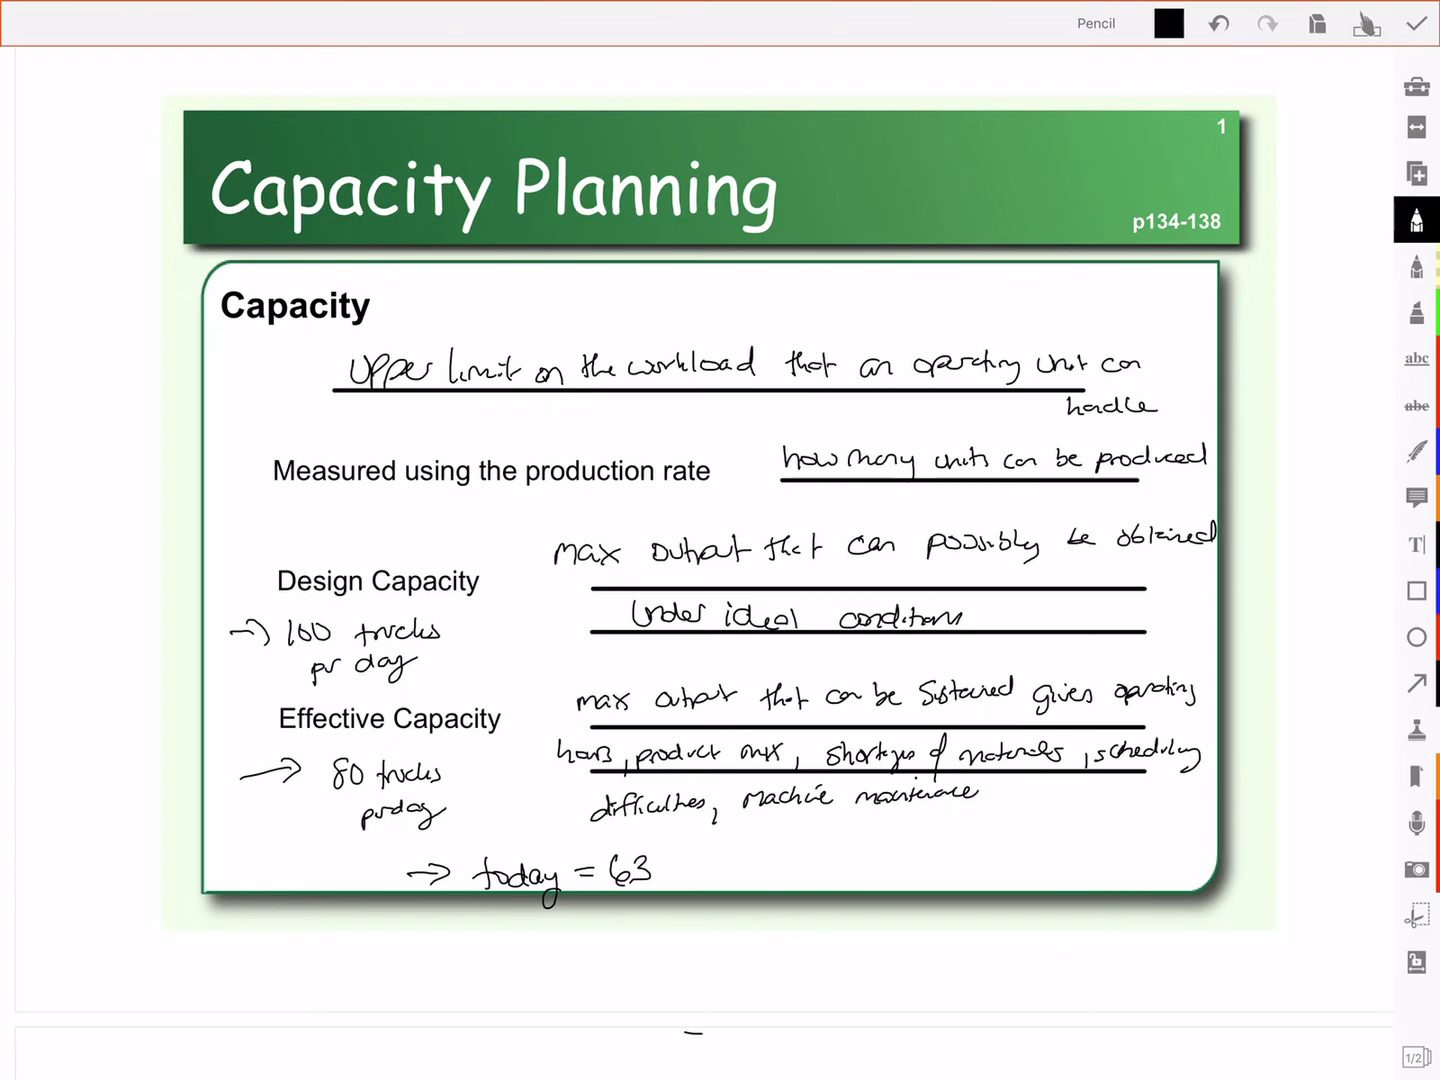 Pencil
1
Capacity Planning
p134-138
Capacity
Upper limit on the workload that an operating unit can
handle
Measured using the production rate
how many units can be produced
max output that can possibly be obtained
Design Capacity
Under ideal conditions
→ 100 trucks
pr day
max output that can be sustained given operating
Effective Capacity
hours, product mix, shortages of materials, scheduling
→ 80 trucks
pr day
difficulties, machine maintenance
→ today = 63
abc
abc
T
1/2